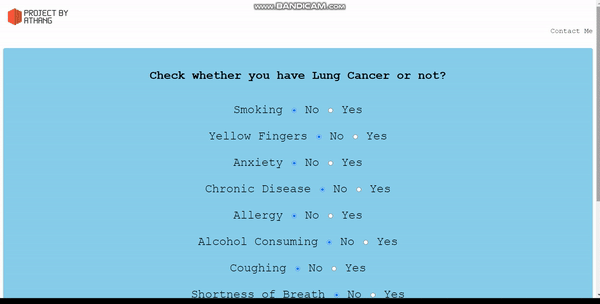 www.BANDICAM.com
PROJECT BY
ATHANG
Contact Me
Check whether you have Lung Cancer or not?
Smoking No Yes
Yellow Fingers No Yes
Anxiety No Yes
Chronic Disease No Yes
Allergy No Yes
Alcohol Consuming No Yes
Coughing No Yes
Shortness of Breath No Yes